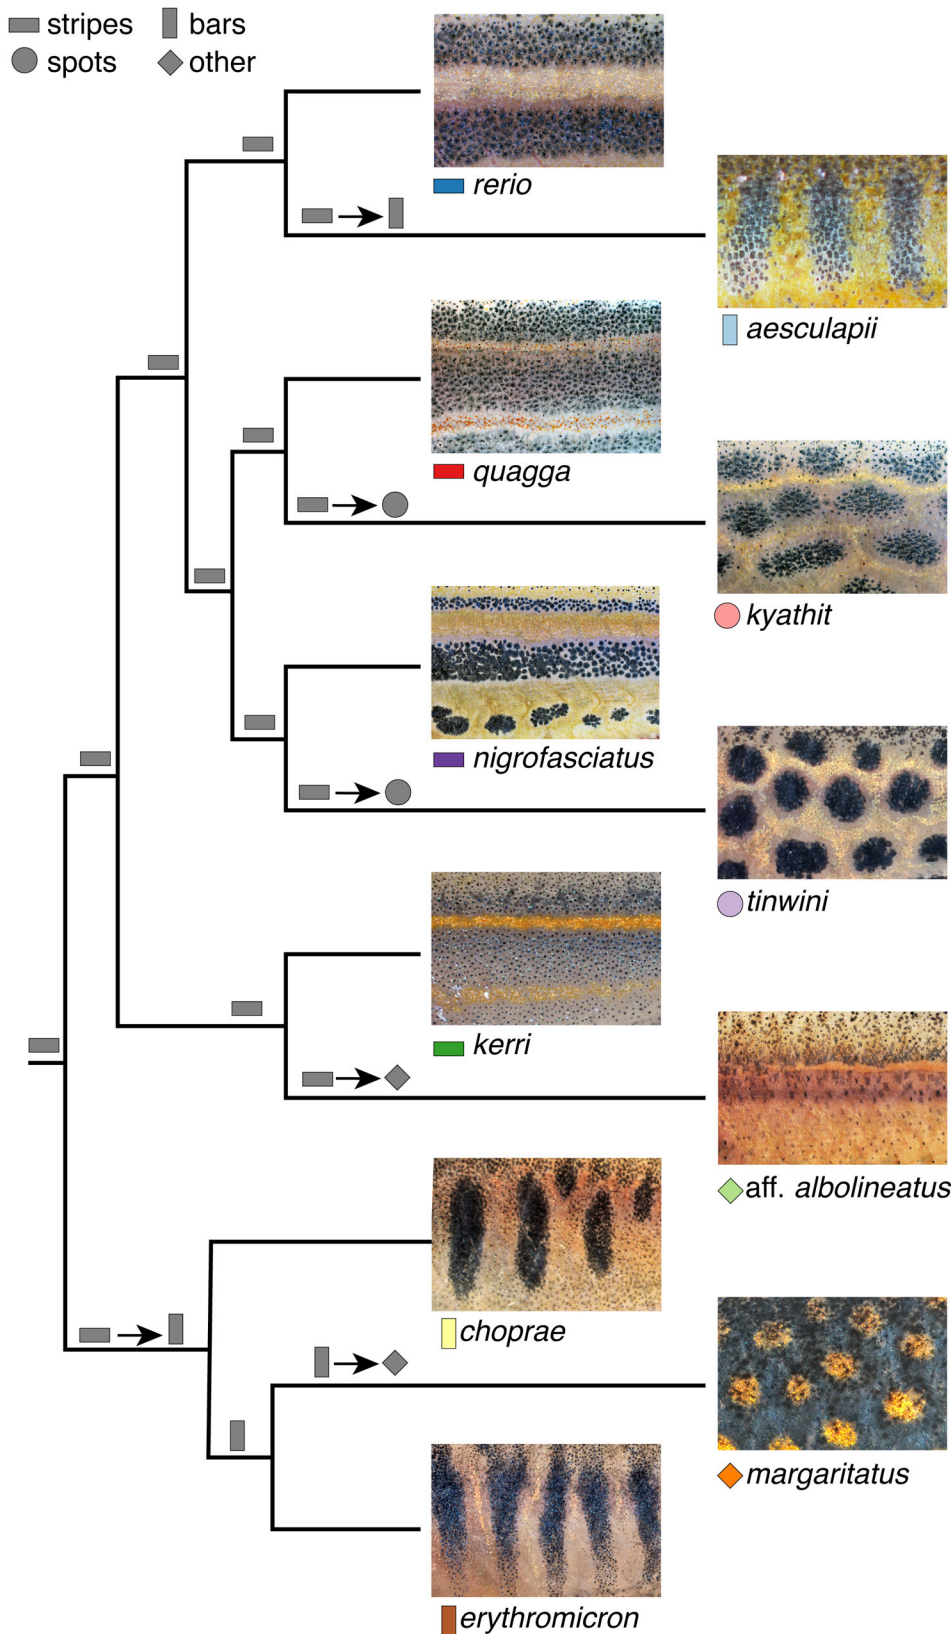 stripes bars
spots other
rerio
aesculapii
quagga
kyathit
nigrofasciatus
tinwini
kerri
aff. albolineatus
choprae
margaritatus
erythromicron